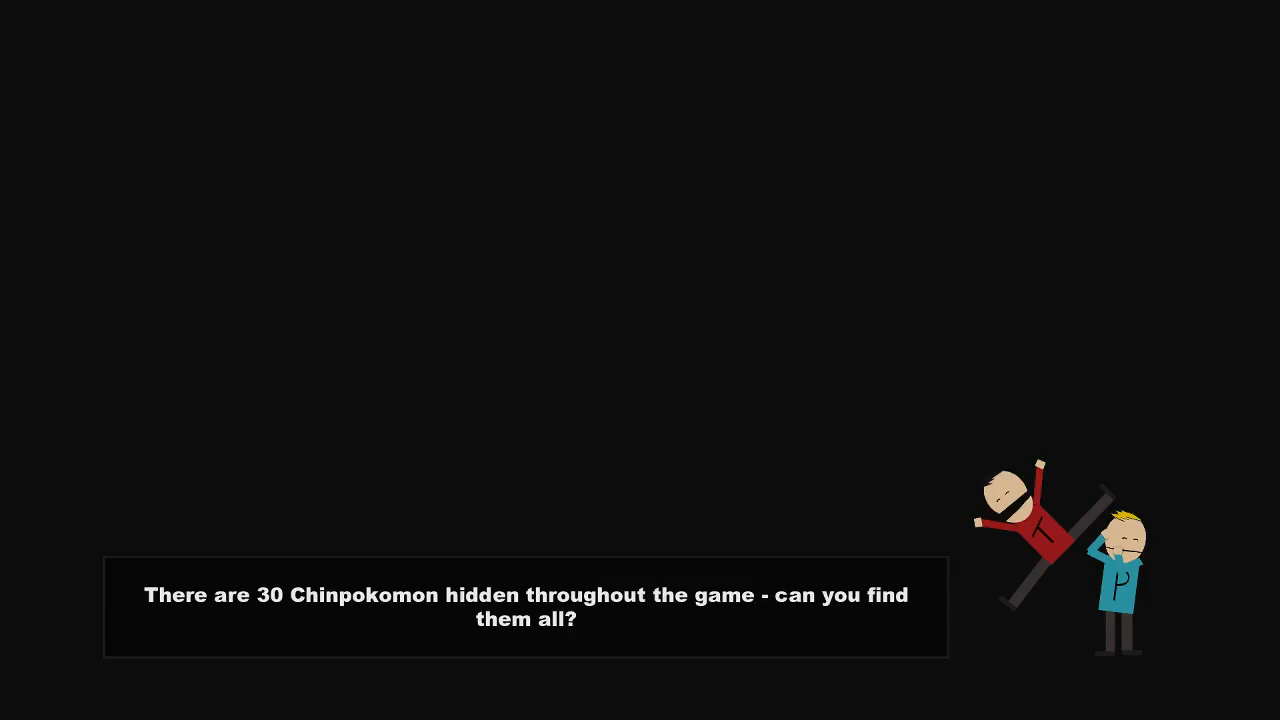 There are 30 Chinpokomon hidden throughout the game - can you find
them all?
T
P